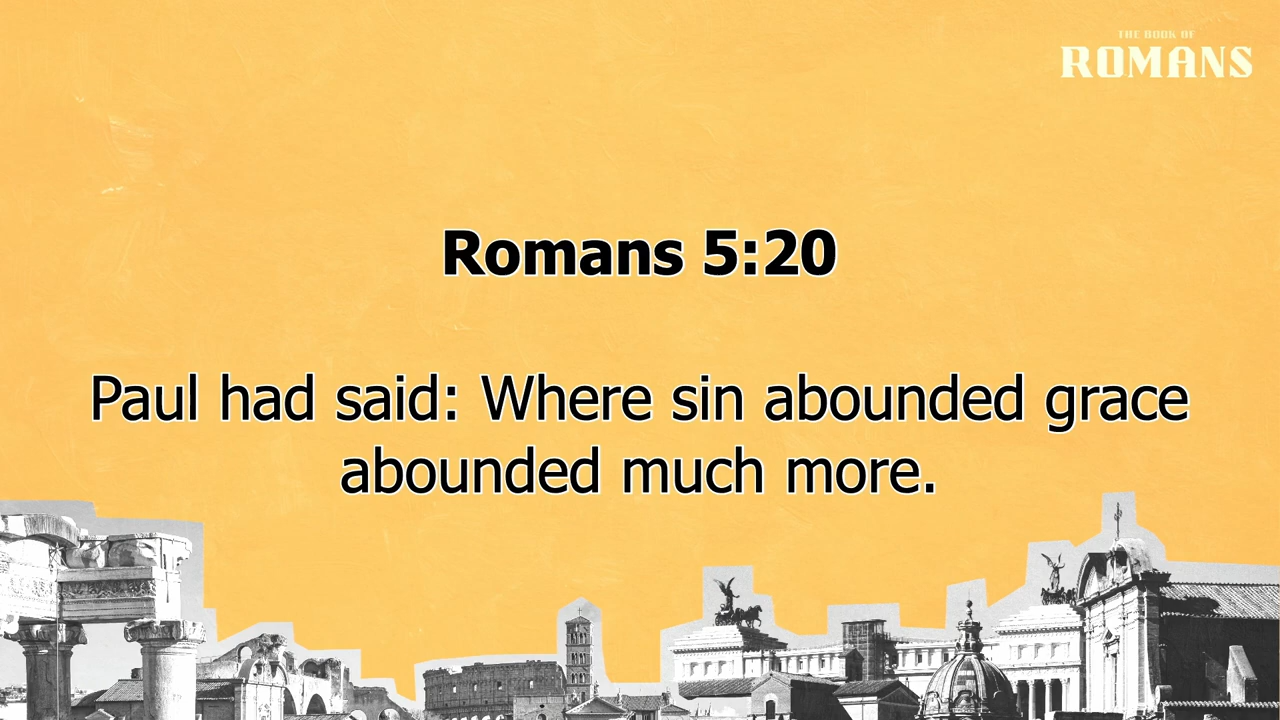 THE BOOK OF
ROMANS
Romans 5:20
Paul had said: Where sin abounded grace
abounded much more.